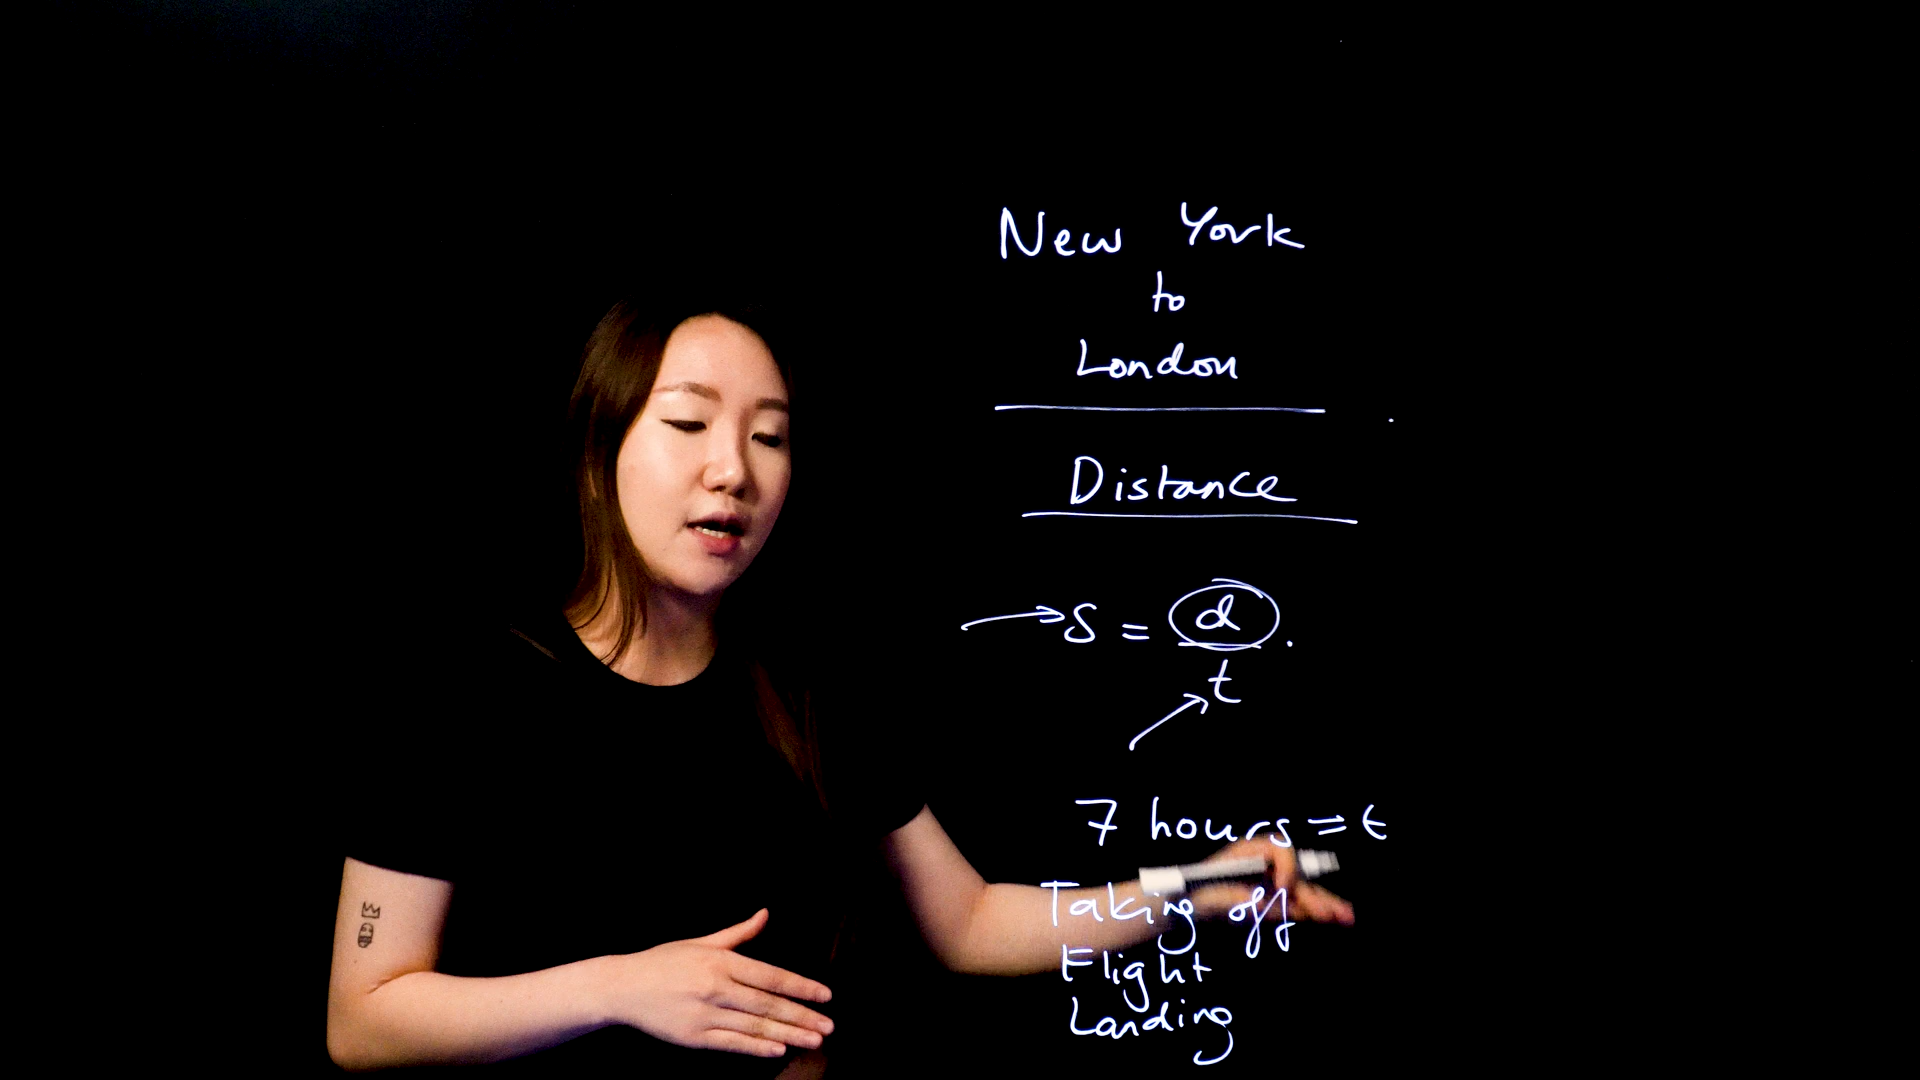 New York
to
London
Distance
s = d
t
7 hours = t
Taking off
Flight
Landing